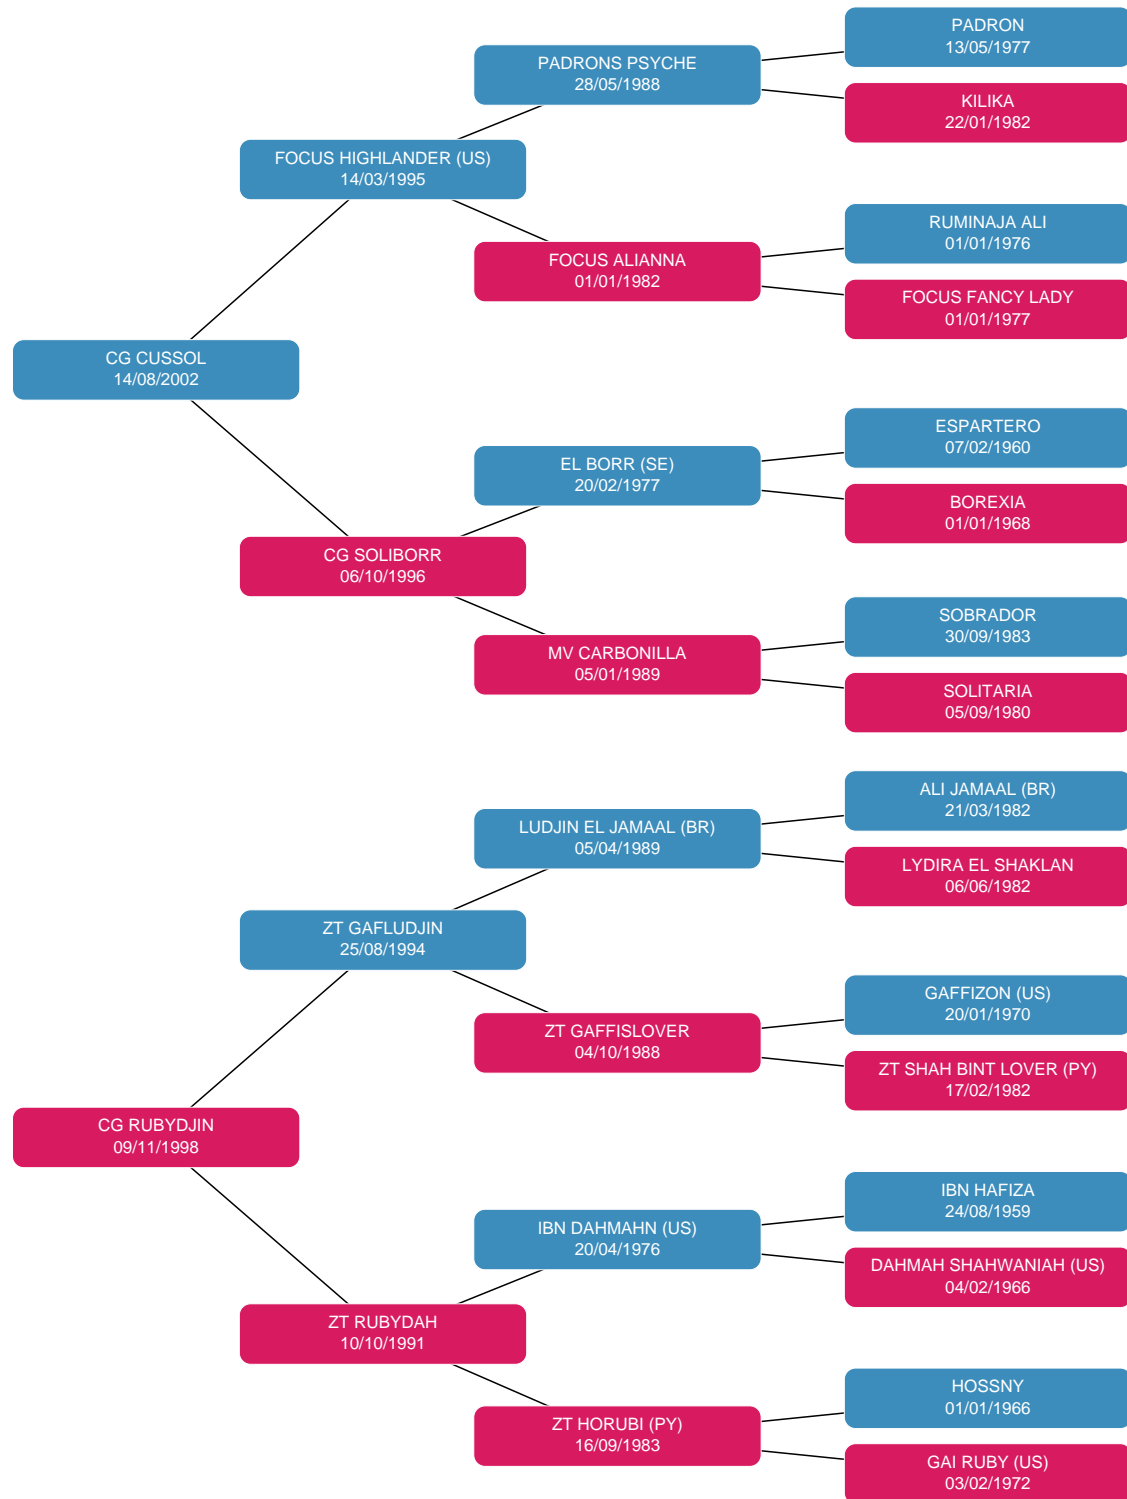 PADRON
13/05/1977
PADRONS PSYCHE
28/05/1988
KILIKA
22/01/1982
FOCUS HIGHLANDER (US)
14/03/1995
RUMINAJA ALI
01/01/1976
FOCUS ALIANNA
01/01/1982
FOCUS FANCY LADY
01/01/1977
CG CUSSOL
14/08/2002
ESPARTERO
07/02/1960
EL BORR (SE)
20/02/1977
BOREXIA
01/01/1968
CG SOLIBORR
06/10/1996
SOBRADOR
30/09/1983
MV CARBONILLA
05/01/1989
SOLITARIA
05/09/1980
ALI JAMAAL (BR)
21/03/1982
LUDJIN EL JAMAAL (BR)
05/04/1989
LYDIRA EL SHAKLAN
06/06/1982
ZT GAFLUDJIN
25/08/1994
GAFFIZON (US)
20/01/1970
ZT GAFFISLOVER
04/10/1988
ZT SHAH BINT LOVER (PY)
17/02/1982
CG RUBYDJIN
09/11/1998
IBN HAFIZA
24/08/1959
IBN DAHMAHN (US)
20/04/1976
DAHMAH SHAHWANIAH (US)
04/02/1966
ZT RUBYDAH
10/10/1991
HOSSNY
01/01/1966
ZT HORUBI (PY)
16/09/1983
GAI RUBY (US)
03/02/1972